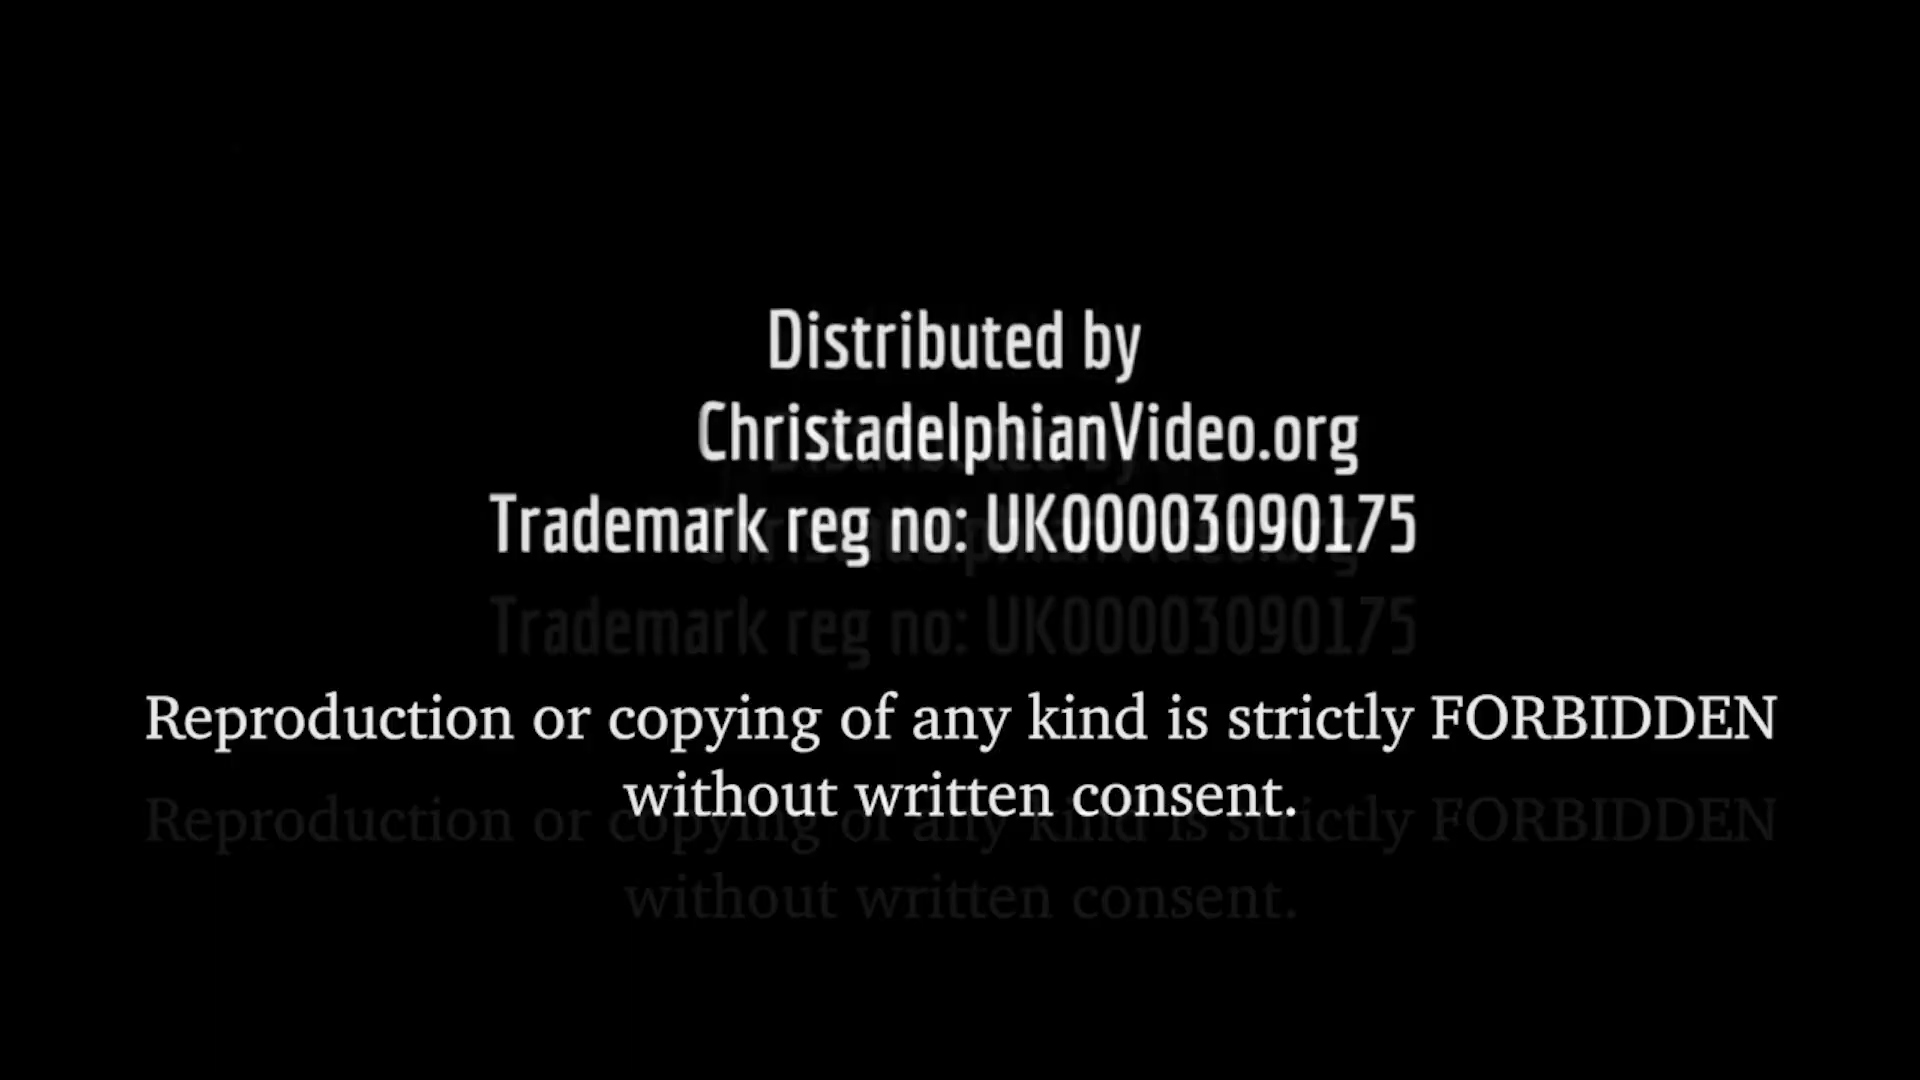 Distributed by
ChristadelphianVideo.org
Trademark reg no: UK00003090175
Reproduction or copying of any kind is strictly FORBIDDEN
without written consent.